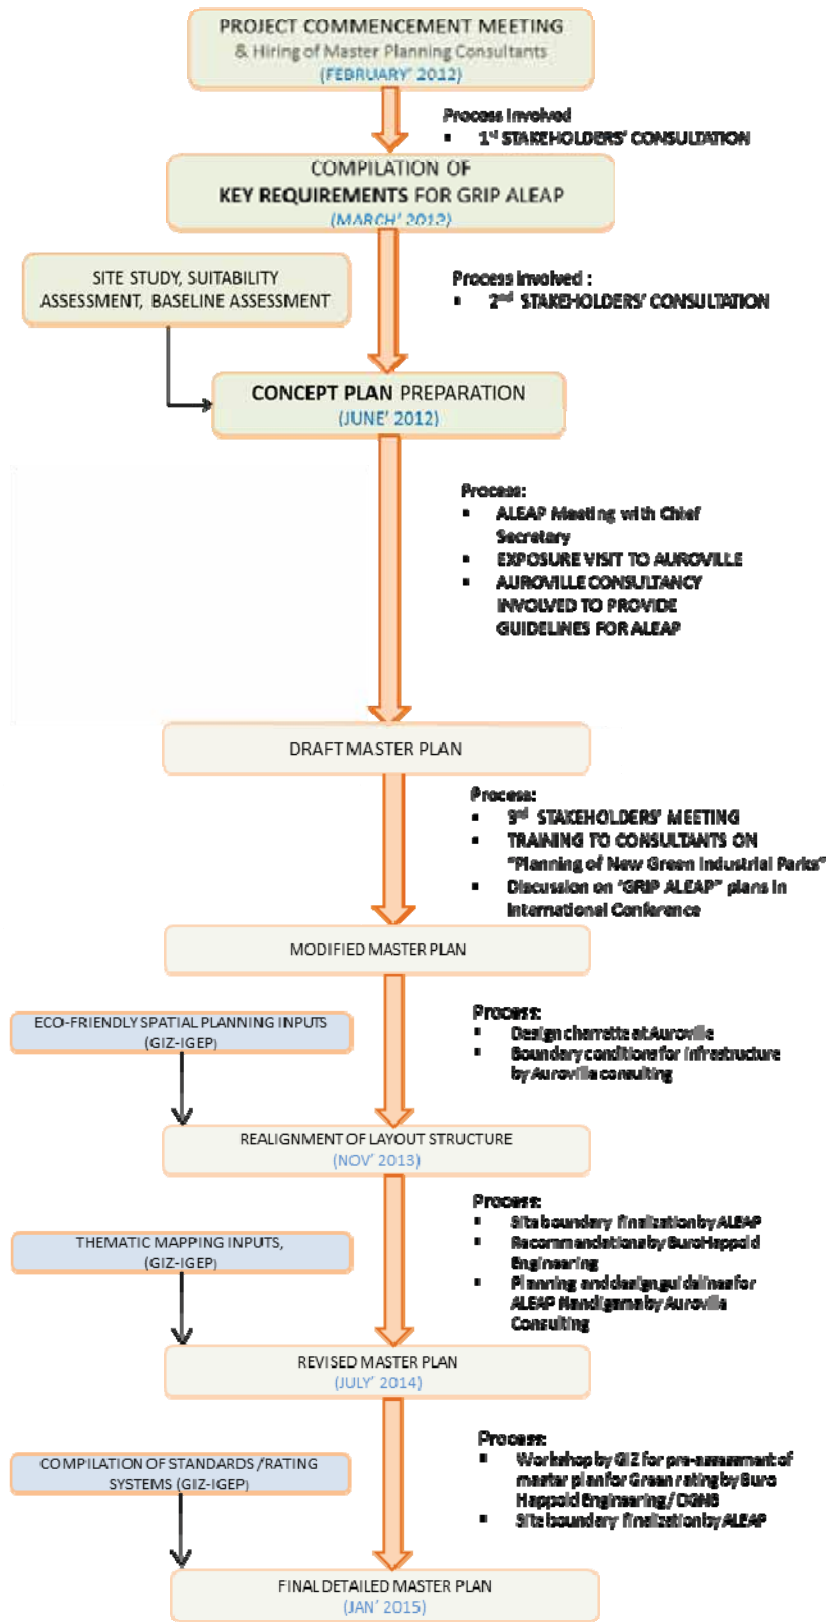 PROJECT COMMENCEMENT MEETING
& Hiring of Master Planning Consultants
(FEBRUARY' 2012)
Process Involved
▪ 1st STAKEHOLDERS' CONSULTATION
COMPILATION OF
KEY REQUIREMENTS FOR GRIP ALEAP
(MARCH' 2012)
SITE STUDY, SUITABILITY
ASSESSMENT, BASELINE ASSESSMENT
Process Involved :
▪ 2nd STAKEHOLDERS' CONSULTATION
CONCEPT PLAN PREPARATION
(JUNE' 2012)
Process:
▪ ALEAP Meeting with Chief
Secretary
▪ EXPOSURE VISIT TO AUROVILLE
▪ AUROVILLE CONSULTANCY
INVOLVED TO PROVIDE
GUIDELINES FOR ALEAP
DRAFT MASTER PLAN
Process:
▪ 3rd STAKEHOLDERS' MEETING
▪ TRAINING TO CONSULTANTS ON
"Planning of New Green Industrial Parks"
▪ Discussion on "GRIP ALEAP" plans in
International Conference
MODIFIED MASTER PLAN
ECO-FRIENDLY SPATIAL PLANNING INPUTS
(GIZ-IGEP)
Process:
▪ Design charrette at Auroville
▪ Boundary conditions for infrastructure
by Auroville consulting
REALIGNMENT OF LAYOUT STRUCTURE
(NOV' 2013)
THEMATIC MAPPING INPUTS,
(GIZ-IGEP)
Process:
▪ Site boundary finalization by ALEAP
▪ Recommendations by BuroHappold
Engineering
▪ Planning and design guidelines for
ALEAP Nandigama by Auroville
Consulting
REVISED MASTER PLAN
(JULY' 2014)
COMPILATION OF STANDARDS /RATING
SYSTEMS (GIZ-IGEP)
Process:
▪ Workshop by GIZ for pre-assessment of
master plan for Green rating by Buro
Happold Engineering / DGNB
▪ Site boundary finalization by ALEAP
FINAL DETAILED MASTER PLAN
(JAN' 2015)